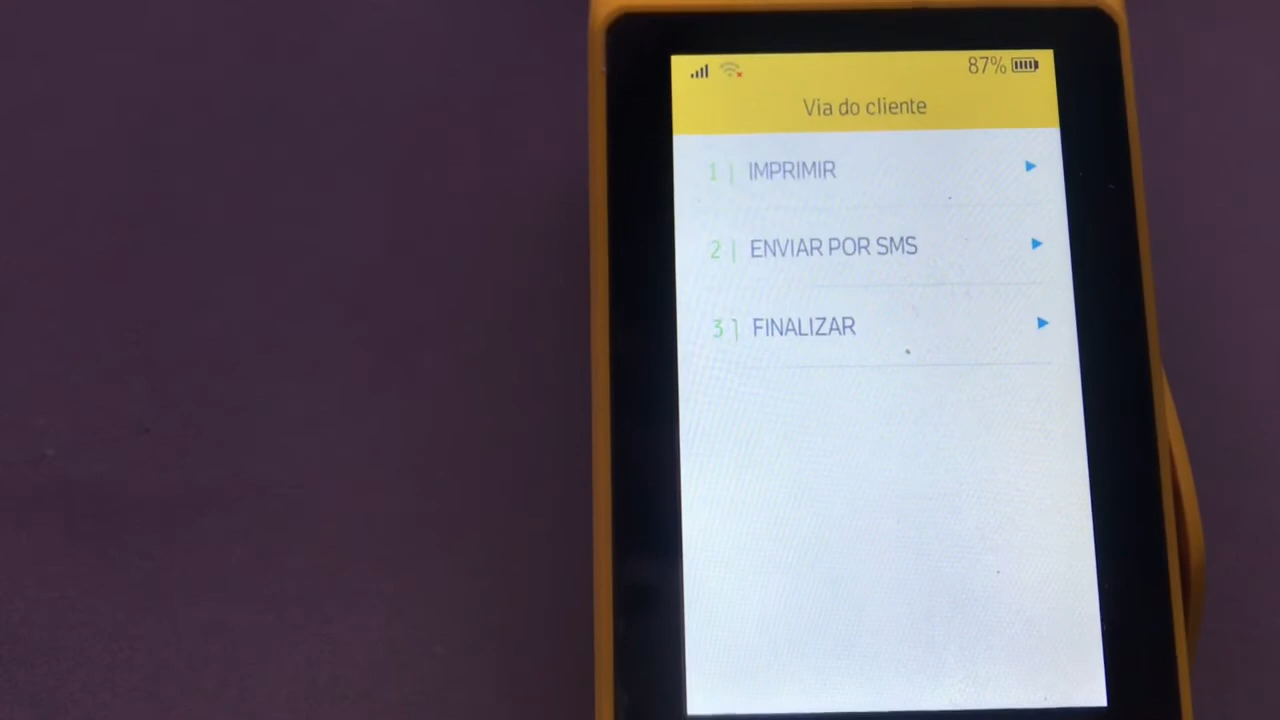 87%
Via do cliente
1 | IMPRIMIR
2 | ENVIAR POR SMS
3 | FINALIZAR